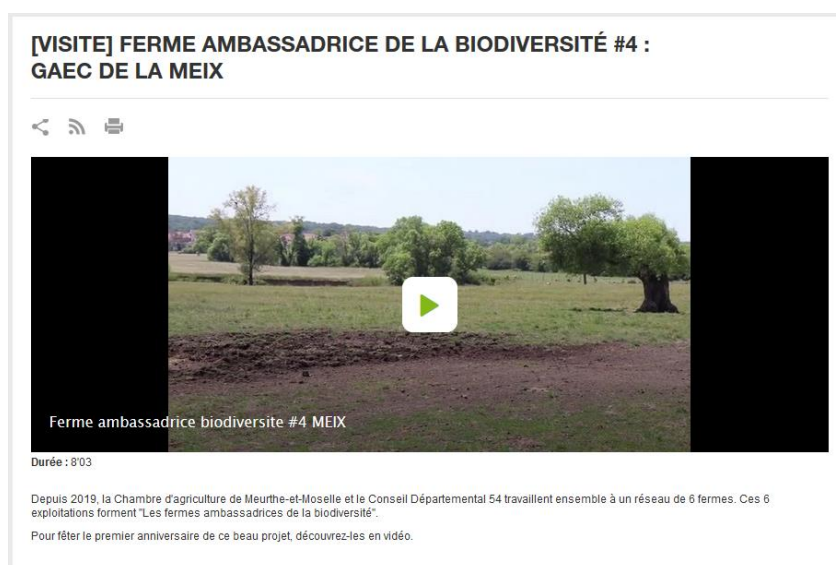 [VISITE] FERME AMBASSADRICE DE LA BIODIVERSITÉ #4 :
GAEC DE LA MEIX
Ferme ambassadrice biodiversite #4 MEIX
Durée : 8'03
Depuis 2019, la Chambre d'agriculture de Meurthe-et-Moselle et le Conseil Départemental 54 travaillent ensemble à un réseau de 6 fermes. Ces 6
exploitations forment "Les fermes ambassadrices de la biodiversité".
Pour fêter le premier anniversaire de ce beau projet, découvrez-les en vidéo.